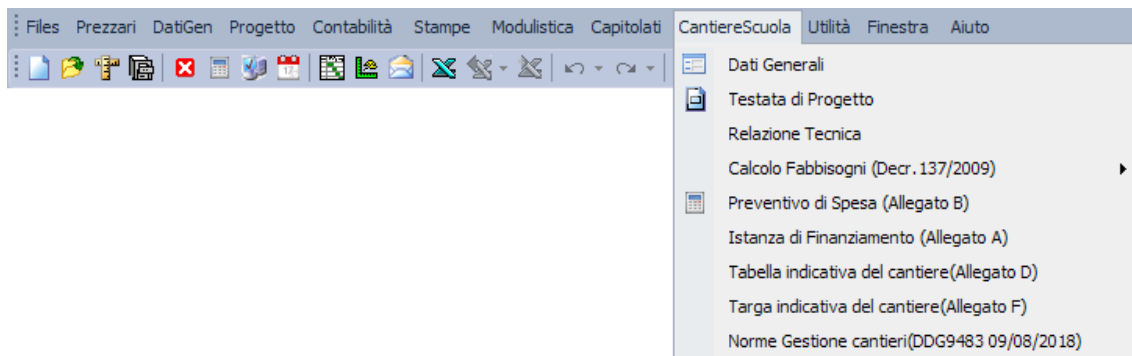 Files Prezzari DatiGen Progetto Contabilità Stampe Modulistica Capitolati CantiereScuola Utilità Finestra Aiuto
Dati Generali
Testata di Progetto
Relazione Tecnica
Calcolo Fabbisogni (Decr.137/2009)
Preventivo di Spesa (Allegato B)
Istanza di Finanziamento (Allegato A)
Tabella indicativa del cantiere(Allegato D)
Targa indicativa del cantiere(Allegato F)
Norme Gestione cantieri(DDG9483 09/08/2018)